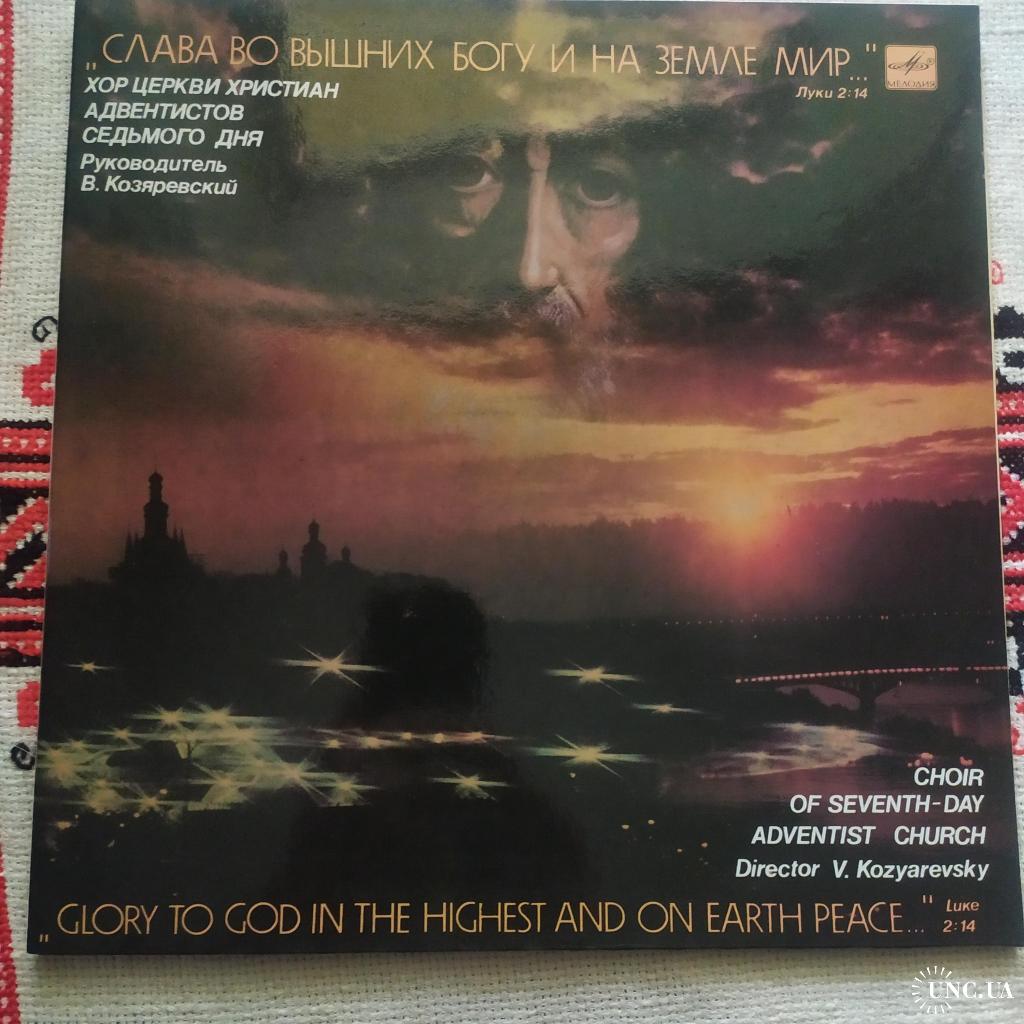 „СЛАВА ВО ВЫШНИХ БОГУ И НА ЗЕМЛЕ МИР..."
Луки 2:14
МЕЛОДИЯ
ХОР ЦЕРКВИ ХРИСТИАН
АДВЕНТИСТОВ
СЕДЬМОГО ДНЯ
Руководитель
В. Козяревский
CHOIR
OF SEVENTH-DAY
ADVENTIST CHURCH
Director V. Kozyarevsky
„GLORY TO GOD IN THE HIGHEST AND ON EARTH PEACE..."
Luke
2:14
UNC.UA